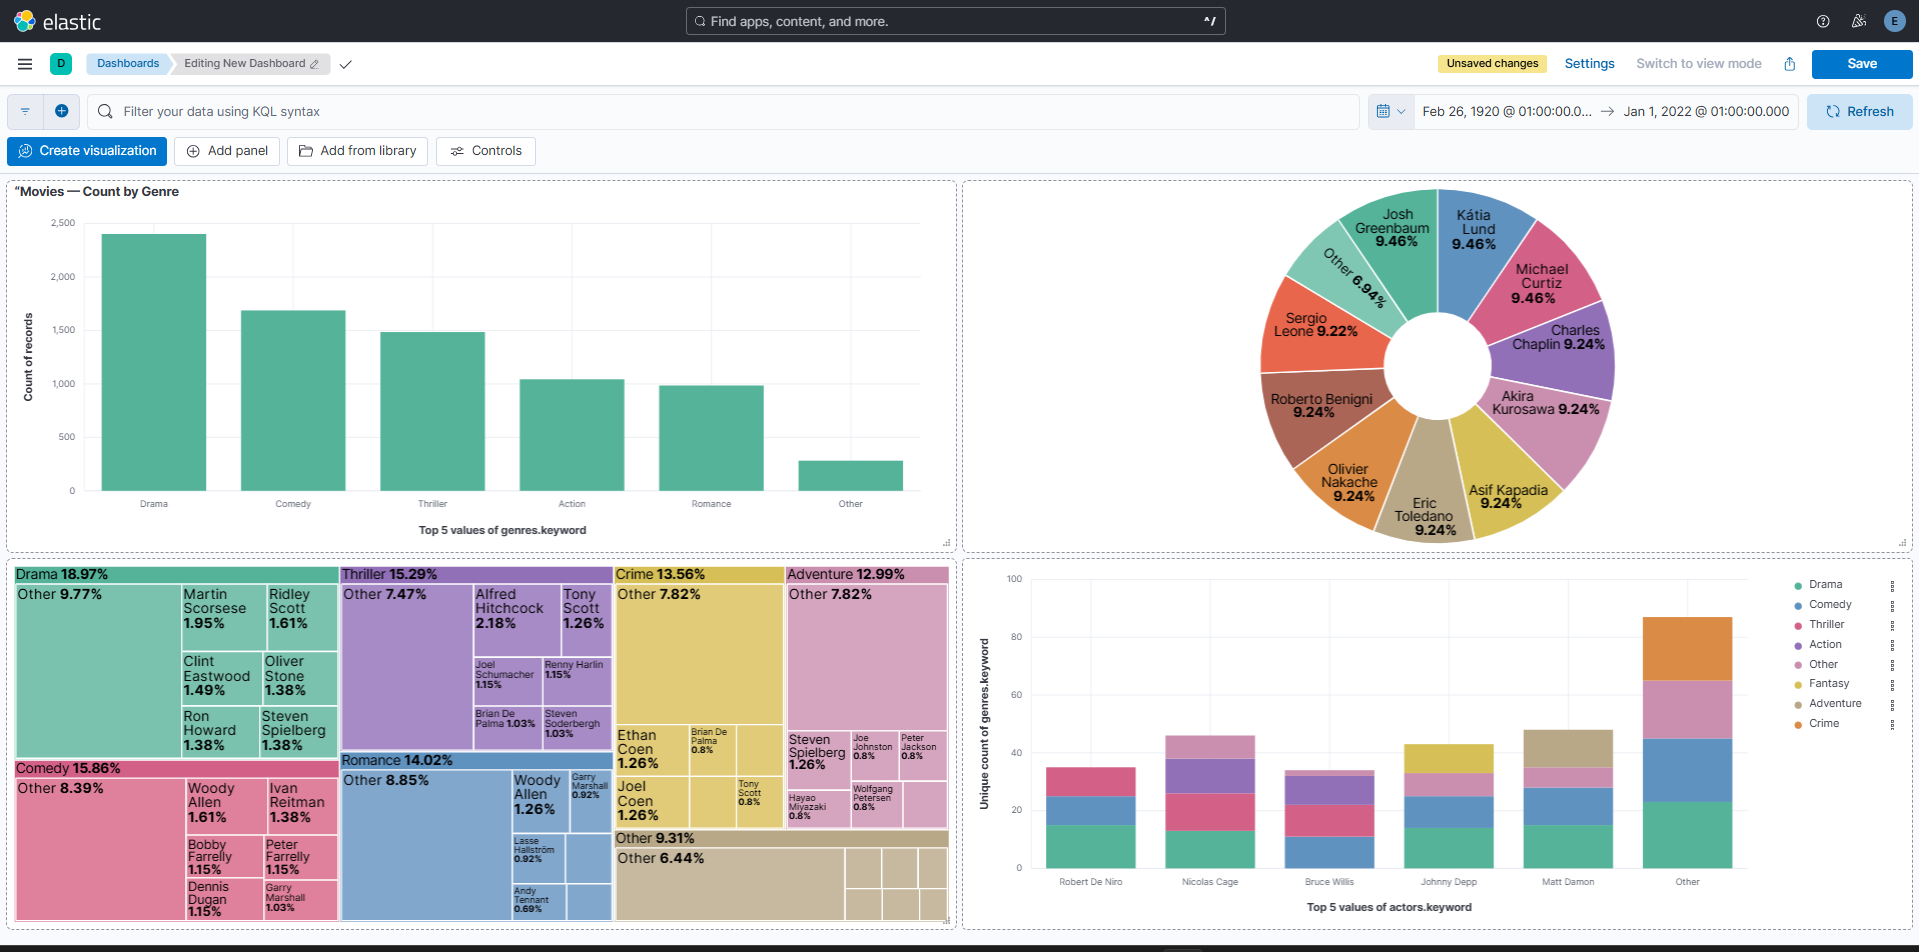 elastic
Find apps, content, and more.
^/
E
D
Dashboards
Editing New Dashboard
Unsaved changes
Settings
Switch to view mode
Save
Filter your data using KQL syntax
Feb 26, 1920 @ 01:00:00.0...
Jan 1, 2022 @ 01:00:00.000
Refresh
Create visualization
Add panel
Add from library
Controls
"Movies — Count by Genre
2,500
2,000
1,500
1,000
500
0
Count of records
Drama
Comedy
Thriller
Action
Romance
Other
Top 5 values of genres.keyword
Josh
Greenbaum
9.46%
Kátia
Lund
9.46%
Michael
Curtiz
9.46%
Charles
Chaplin 9.24%
Akira
Kurosawa 9.24%
Asif Kapadia
9.24%
Eric
Toledano
9.24%
Olivier
Nakache
9.24%
Roberto Benigni
9.24%
Sergio
Leone 9.22%
Other 6.94%
Drama 18.97%
Other 9.77%
Martin
Scorsese
1.95%
Ridley
Scott
1.61%
Clint
Eastwood
1.49%
Oliver
Stone
1.38%
Ron
Howard
1.38%
Steven
Spielberg
1.38%
Comedy 15.86%
Other 8.39%
Woody
Allen
1.61%
Ivan
Reitman
1.38%
Bobby
Farrelly
1.15%
Peter
Farrelly
1.15%
Dennis
Dugan
1.15%
Garry
Marshall
1.03%
Thriller 15.29%
Other 7.47%
Alfred
Hitchcock
2.18%
Tony
Scott
1.26%
Joel
Schumacher
1.15%
Renny Harlin
1.15%
Brian De
Palma 1.03%
Steven
Soderbergh
1.03%
Romance 14.02%
Other 8.85%
Woody
Allen
1.26%
Garry
Marshall
0.92%
Lasse
Hallström
0.92%
Andy
Tennant
0.69%
Crime 13.56%
Other 7.82%
Ethan
Coen
1.26%
Brian De
Palma
0.8%
Joel
Coen
1.26%
Tony
Scott
0.8%
Adventure 12.99%
Other 7.82%
Steven
Spielberg
1.26%
Joe
Johnston
0.8%
Peter
Jackson
0.8%
Hayao
Miyazaki
0.8%
Wolfgang
Petersen
0.8%
Other 9.31%
Other 6.44%
100
80
60
40
20
0
Unique count of genres.keyword
Robert De Niro
Nicolas Cage
Bruce Willis
Johnny Depp
Matt Damon
Other
Top 5 values of actors.keyword
Drama
Comedy
Thriller
Action
Other
Fantasy
Adventure
Crime